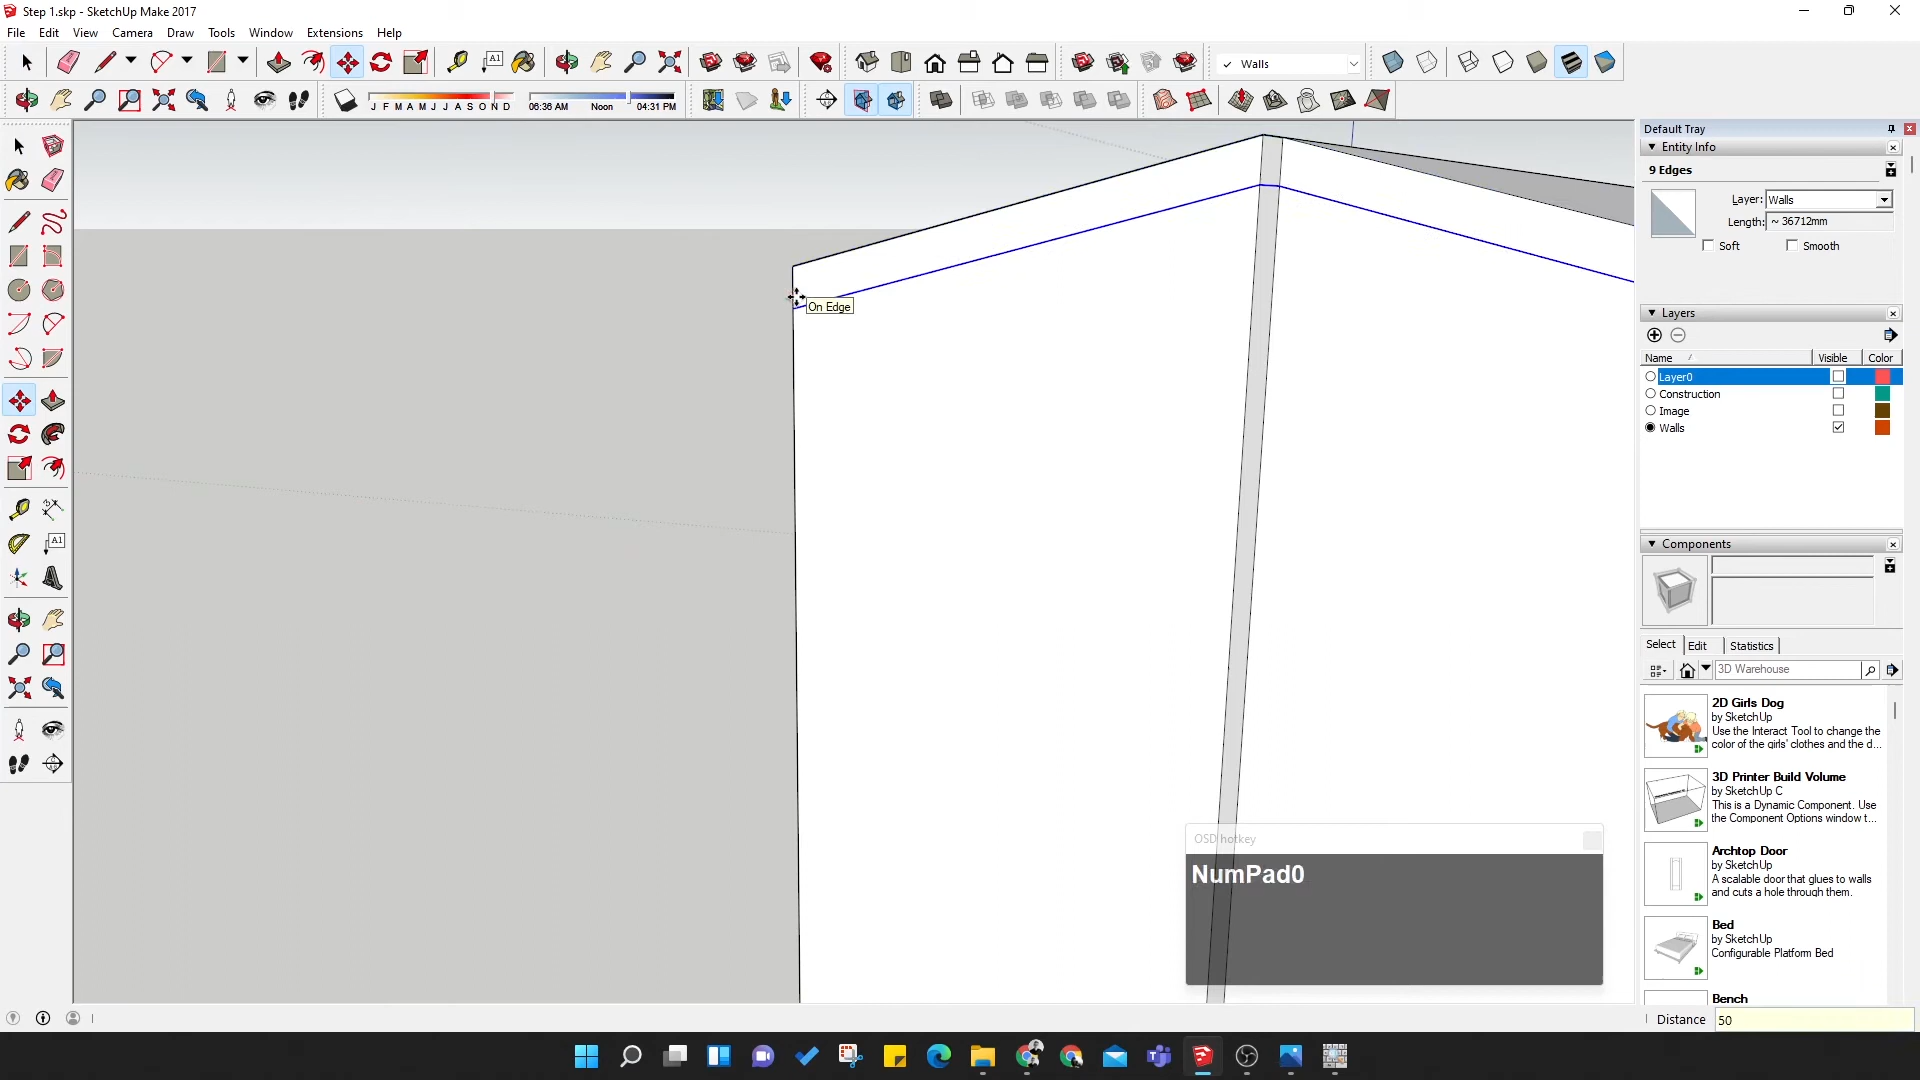 Step 1.skp - SketchUp Make 2017
File Edit View Camera Draw Tools Window Extensions Help
Walls
J F M A M J J A S O N D
06:36 AM Noon 04:31 PM
Default Tray
Entity Info
9 Edges
Layer: Walls
Length: ~ 36712mm
Soft Smooth
On Edge
Layers
Name Visible Color
Layer0
Construction
Image
Walls
Components
Select Edit Statistics
3D Warehouse
2D Girls Dog
by SketchUp
Use the Interact Tool to change the
color of the girls' clothes and the d...
3D Printer Build Volume
by SketchUp C
This is a Dynamic Component. Use
the Component Options window t...
Archtop Door
by SketchUp
A scalable door that glues to walls
and cuts a hole through them.
Bed
by SketchUp
Configurable Platform Bed
Bench
OSD hotkey
NumPad0
Distance 50